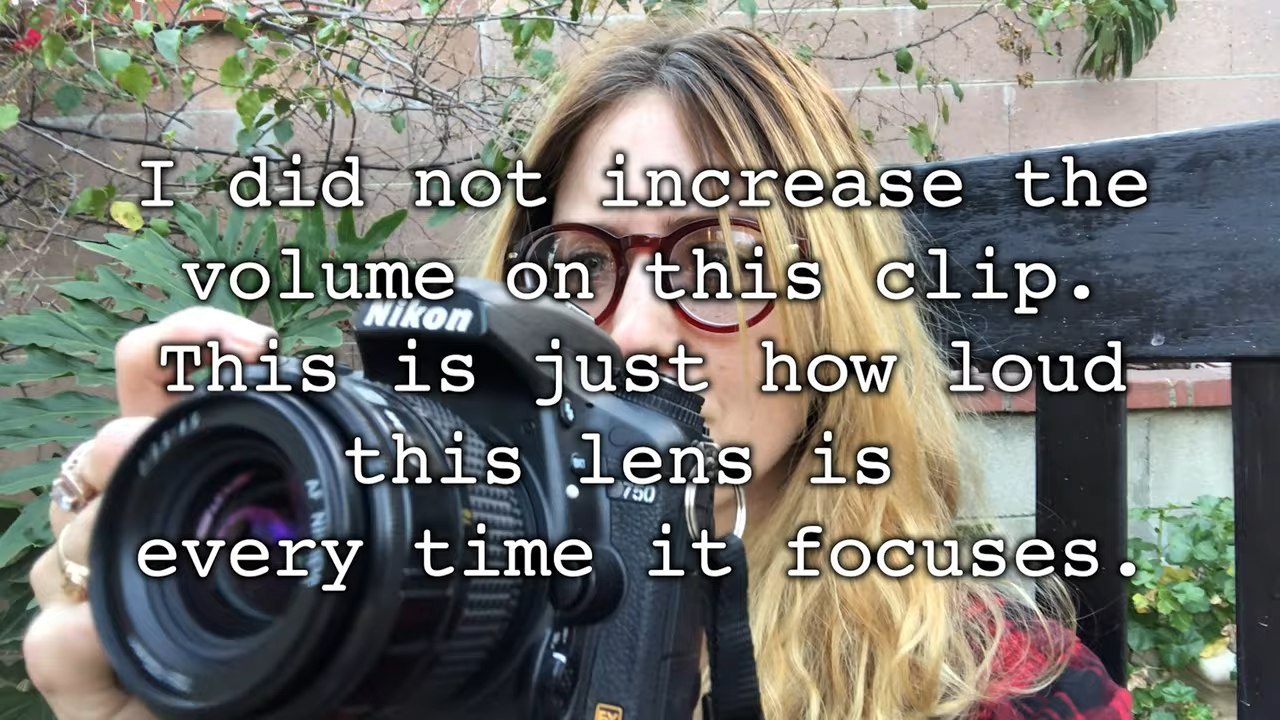 I did not increase the
volume on this clip.
Nikon
This is just how loud
this lens is
750
every time it focuses.